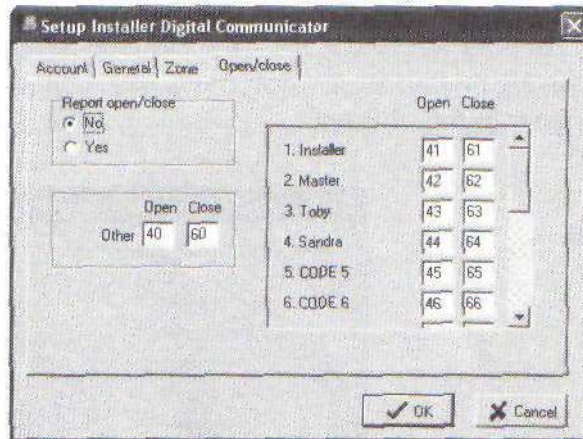 Setup Installer Digital Communicator
Account General Zone Open/close
Report open/close
No
Yes
Open Close
Other 40 60
Open Close
1. Installer 41 61
2. Master 42 62
3. Toby 43 63
4. Sandra 44 64
5. CODE 5 45 65
6. CODE 6 46 66
OK Cancel